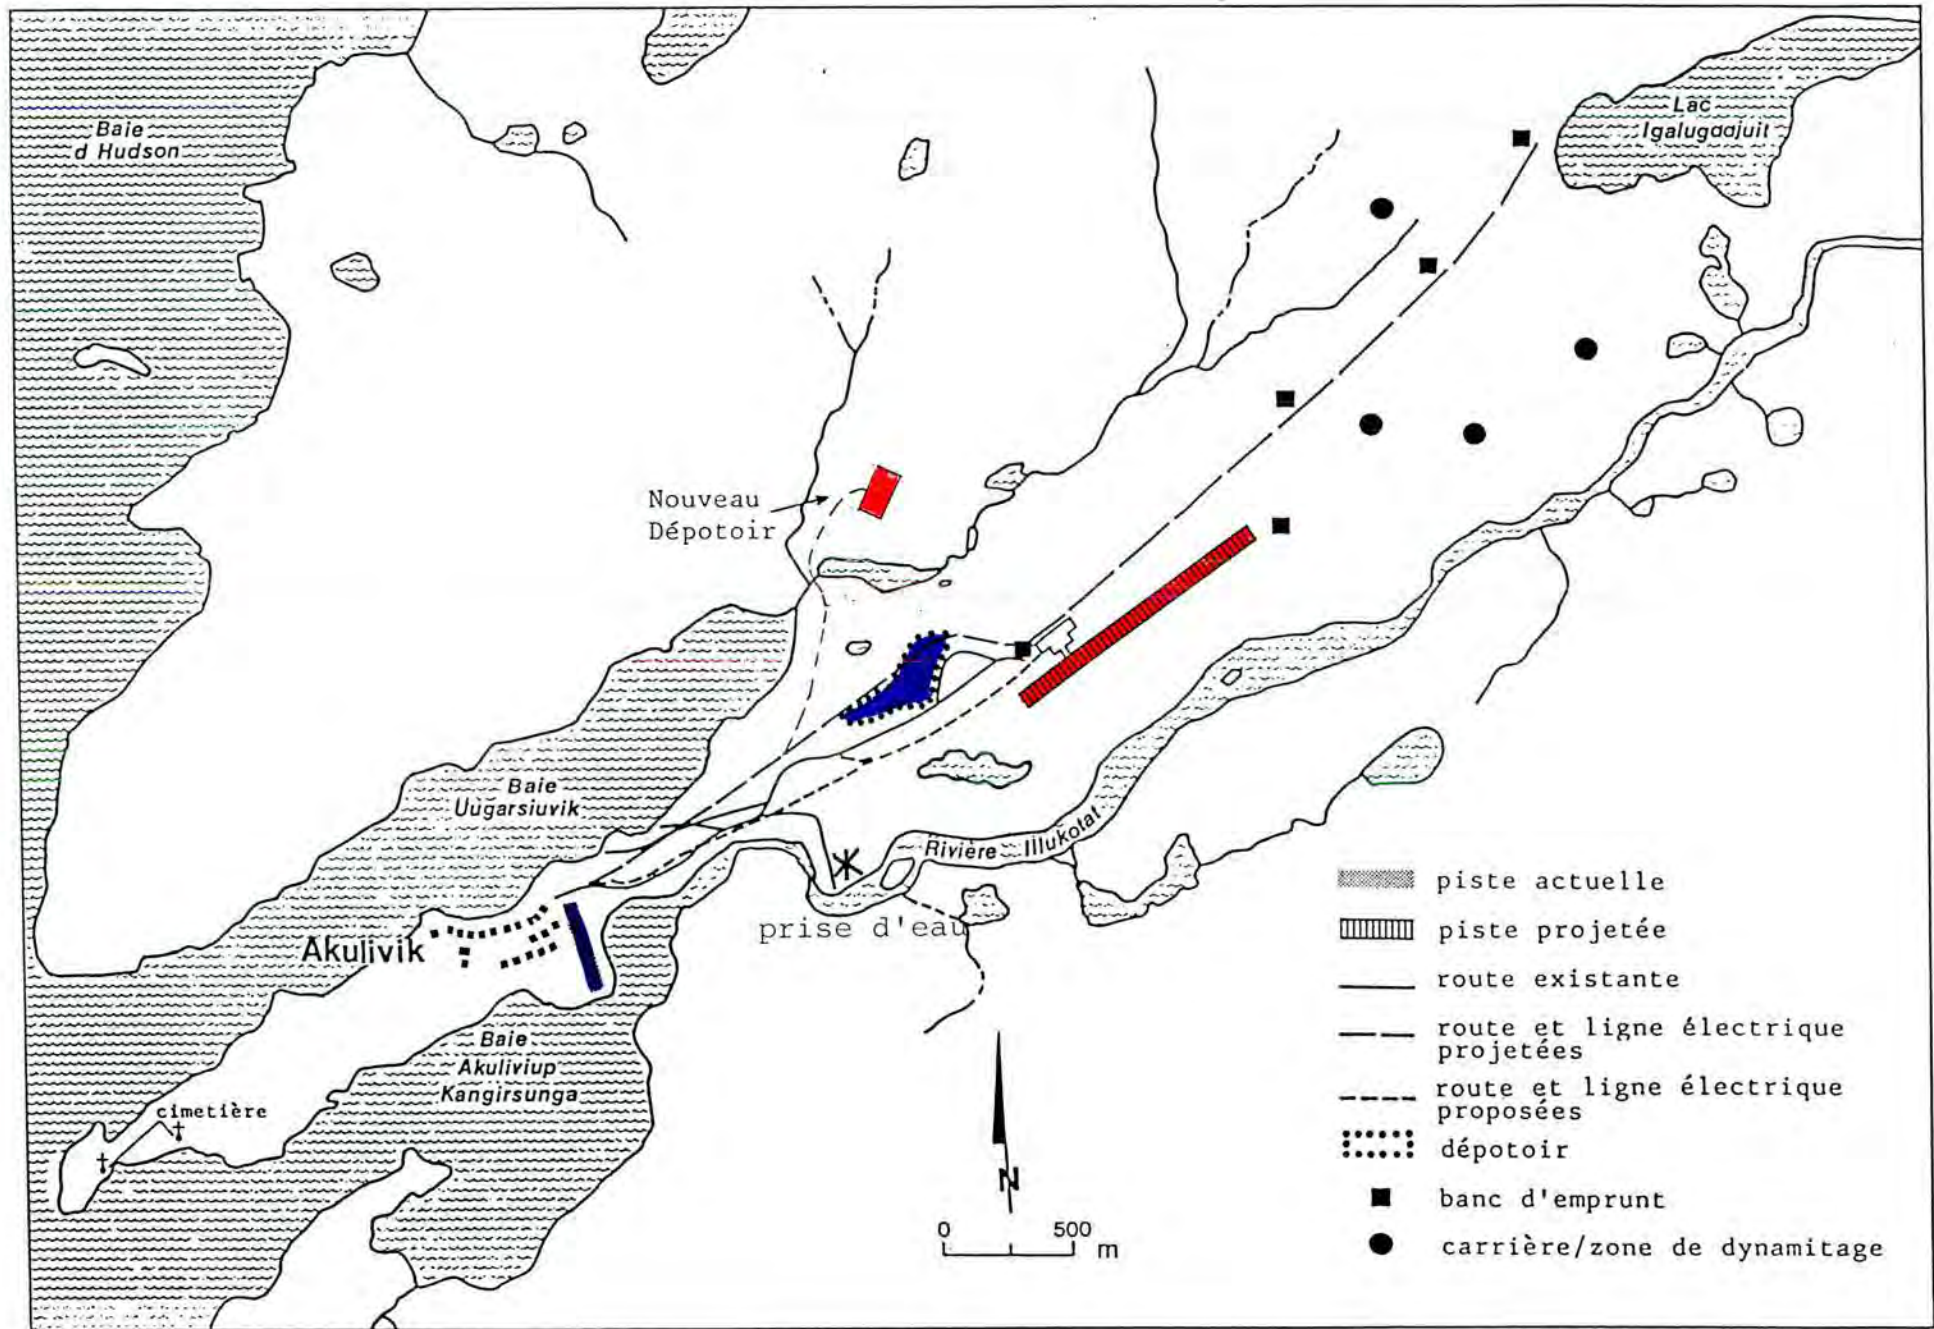 Baie
d Hudson
Lac
Igalugaajuit
Nouveau
Dépotoir
Baie
Uugarsiuvik
Rivière Illukotat
prise d'eau
Akulivik
Baie
Akuliviup
Kangirsunga
cimetière
N
0 500
m
piste actuelle
piste projetée
route existante
route et ligne électrique
projetées
route et ligne électrique
proposées
dépotoir
banc d'emprunt
carrière/zone de dynamitage